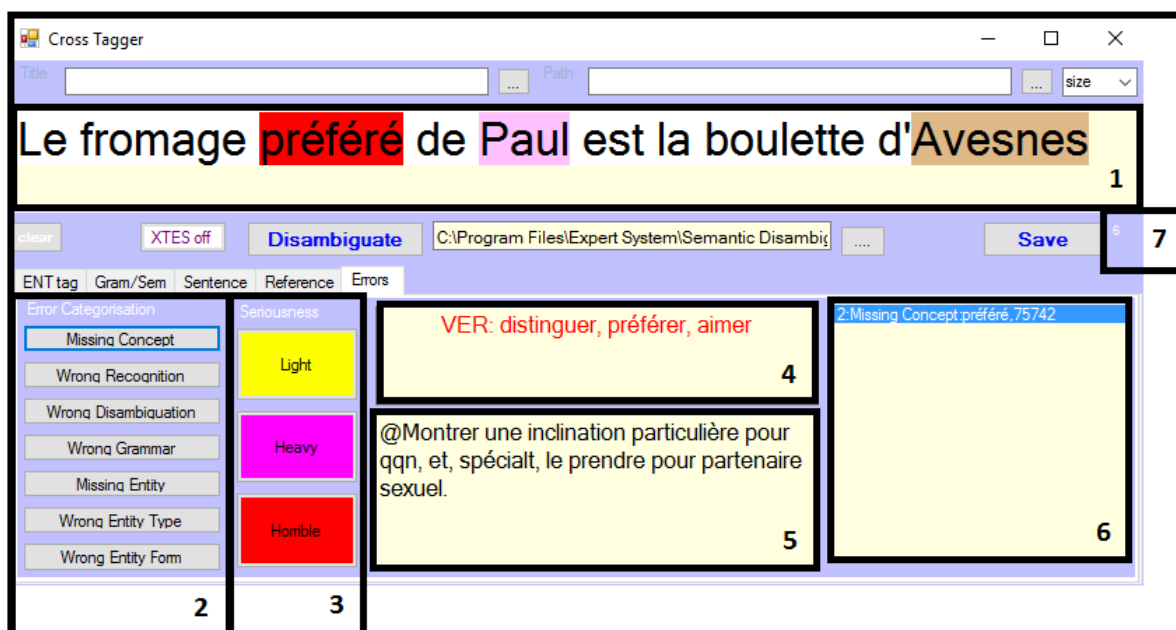 Cross Tagger
Title ... Path ... size
Le fromage préféré de Paul est la boulette d'Avesnes
1
clear XTES off Disambiguate C:\Program Files\Expert System\Semantic Disambig .... Save 6 7
ENT tag Gram/Sem Sentence Reference Errors
Error Categorisation
Missing Concept
Wrong Recognition
Wrong Disambiguation
Wrong Grammar
Missing Entity
Wrong Entity Type
Wrong Entity Form
2
Seriousness
Light
Heavy
Horrible
3
VER: distinguer, préférer, aimer
4
@Montrer une inclination particulière pour
qqn, et, spécialt, le prendre pour partenaire
sexuel.
5
2:Missing Concept:préféré,75742
6